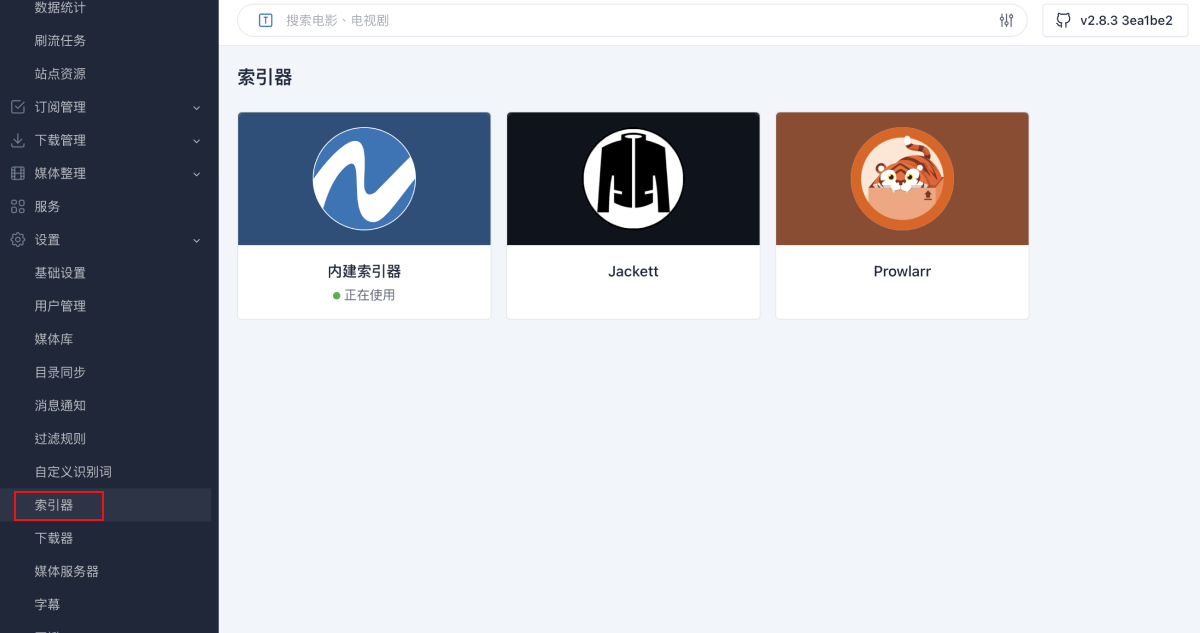 数据统计
刷流任务
站点资源
订阅管理
下载管理
媒体整理
服务
设置
基础设置
用户管理
媒体库
目录同步
消息通知
过滤规则
自定义识别词
索引器
下载器
媒体服务器
字幕
T 搜索电影、电视剧
v2.8.3 3ea1be2
索引器
内建索引器
正在使用
Jackett
Prowlarr